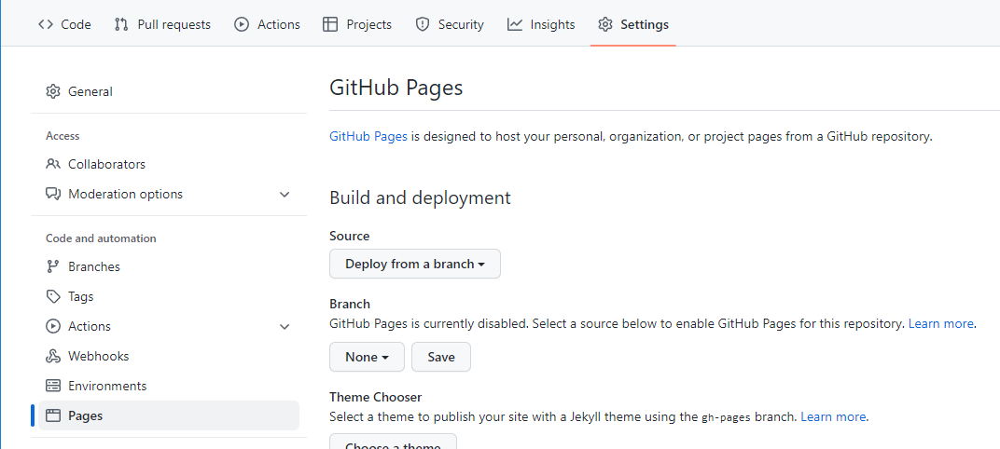 Code Pull requests Actions Projects Security Insights Settings
General
Access
Collaborators
Moderation options
Code and automation
Branches
Tags
Actions
Webhooks
Environments
Pages
GitHub Pages
GitHub Pages is designed to host your personal, organization, or project pages from a GitHub repository.
Build and deployment
Source
Deploy from a branch
Branch
GitHub Pages is currently disabled. Select a source below to enable GitHub Pages for this repository. Learn more.
None Save
Theme Chooser
Select a theme to publish your site with a Jekyll theme using the gh-pages branch. Learn more.
Choose a theme